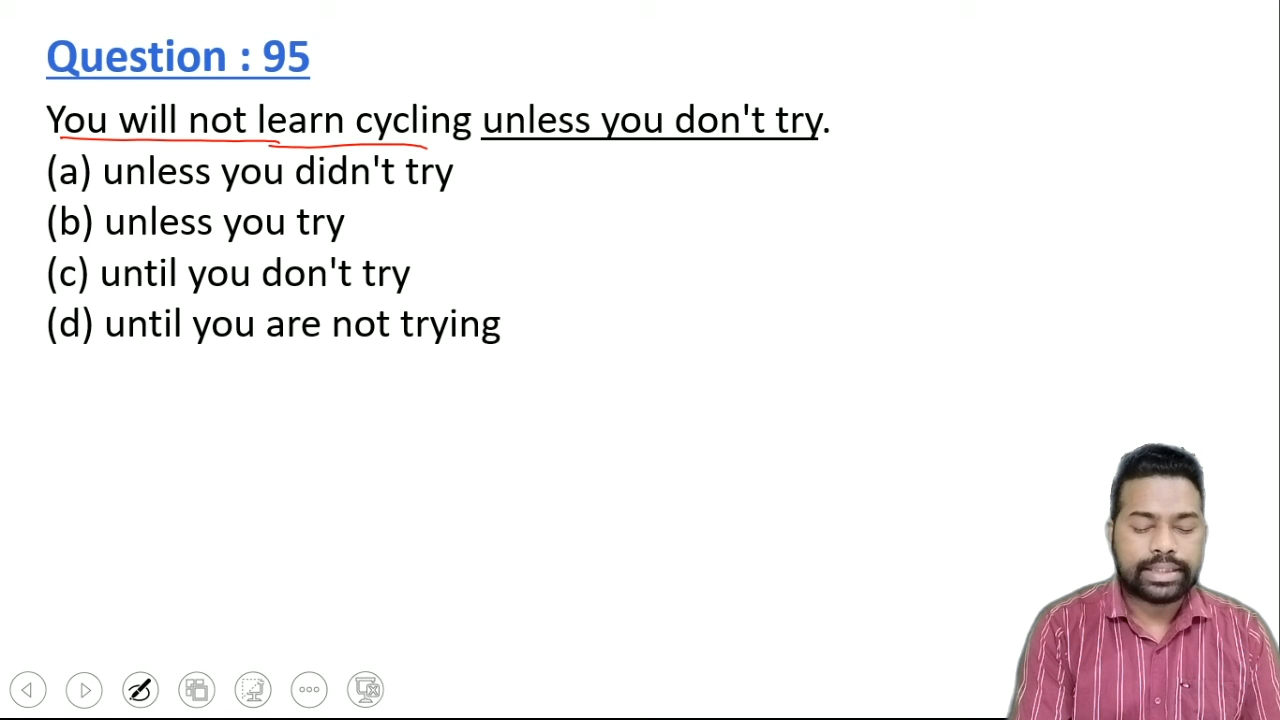 Question : 95
You will not learn cycling unless you don't try.
(a) unless you didn't try
(b) unless you try
(c) until you don't try
(d) until you are not trying